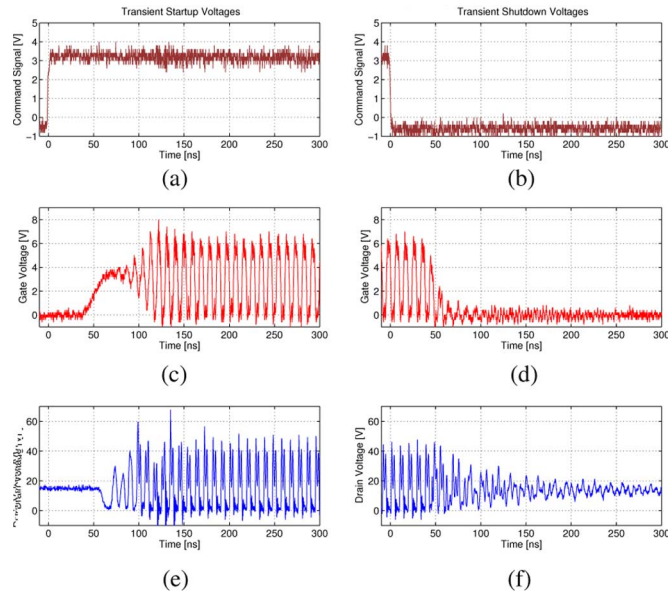 Transient Startup Voltages
Command Signal [V]
5
4
3
2
1
0
−1
0 50 100 150 200 250 300
Time [ns]
(a)
Transient Shutdown Voltages
Command Signal [V]
5
4
3
2
1
0
−1
0 50 100 150 200 250 300
Time [ns]
(b)
Gate Voltage [V]
8
6
4
2
0
0 50 100 150 200 250 300
Time [ns]
(c)
Gate Voltage [V]
8
6
4
2
0
0 50 100 150 200 250 300
Time [ns]
(d)
60
40
20
0
0 50 100 150 200 250 300
Time [ns]
(e)
Drain Voltage [V]
60
40
20
0
0 50 100 150 200 250 300
Time [ns]
(f)